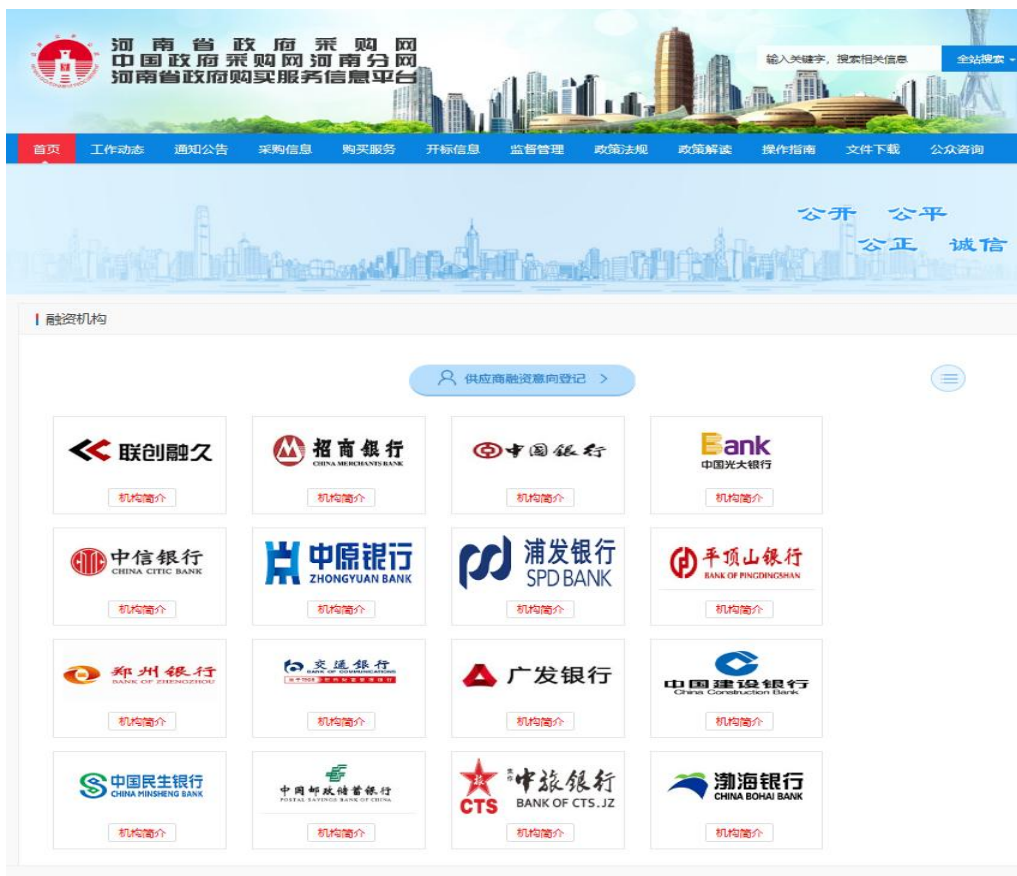 河南省政府采购网
中国政府采购网河南分网
河南省政府购买服务信息平台
输入关键字，搜索相关信息 全站搜索
首页 工作动态 通知公告 采购信息 购买服务 开标信息 监督管理 政策法规 政策解读 操作指南 文件下载 公众咨询
公开 公平
公正 诚信
融资机构
供应商融资意向登记 >
联创融久 招商银行 中国银行 Bank
CHINA MERCHANTS BANK 中国光大银行
机构简介 机构简介 机构简介 机构简介
中信银行 中原银行 浦发银行 平顶山银行
CHINA CITIC BANK ZHONGYUAN BANK SPD BANK BANK OF PINGDINGSHAN
机构简介 机构简介 机构简介 机构简介
郑州银行 交通银行 广发银行 中国建设银行
BANK OF ZHENGZHOU BANK OF COMMUNICATIONS China Construction Bank
机构简介 机构简介 机构简介 机构简介
中国民生银行 中国邮政储蓄银行 焦作中旅银行 渤海银行
CHINA MINSHENG BANK POSTAL SAVINGS BANK OF CHINA CTS BANK OF CTS.JZ CHINA BOHAI BANK
机构简介 机构简介 机构简介 机构简介